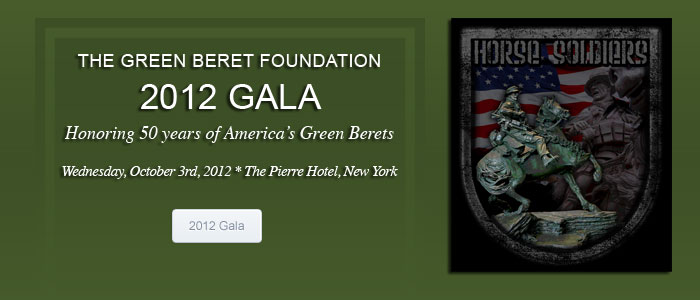 THE GREEN BERET FOUNDATION
2012 GALA
Honoring 50 years of America's Green Berets
Wednesday, October 3rd, 2012 * The Pierre Hotel, New York
2012 Gala
HORSE SOLDIERS